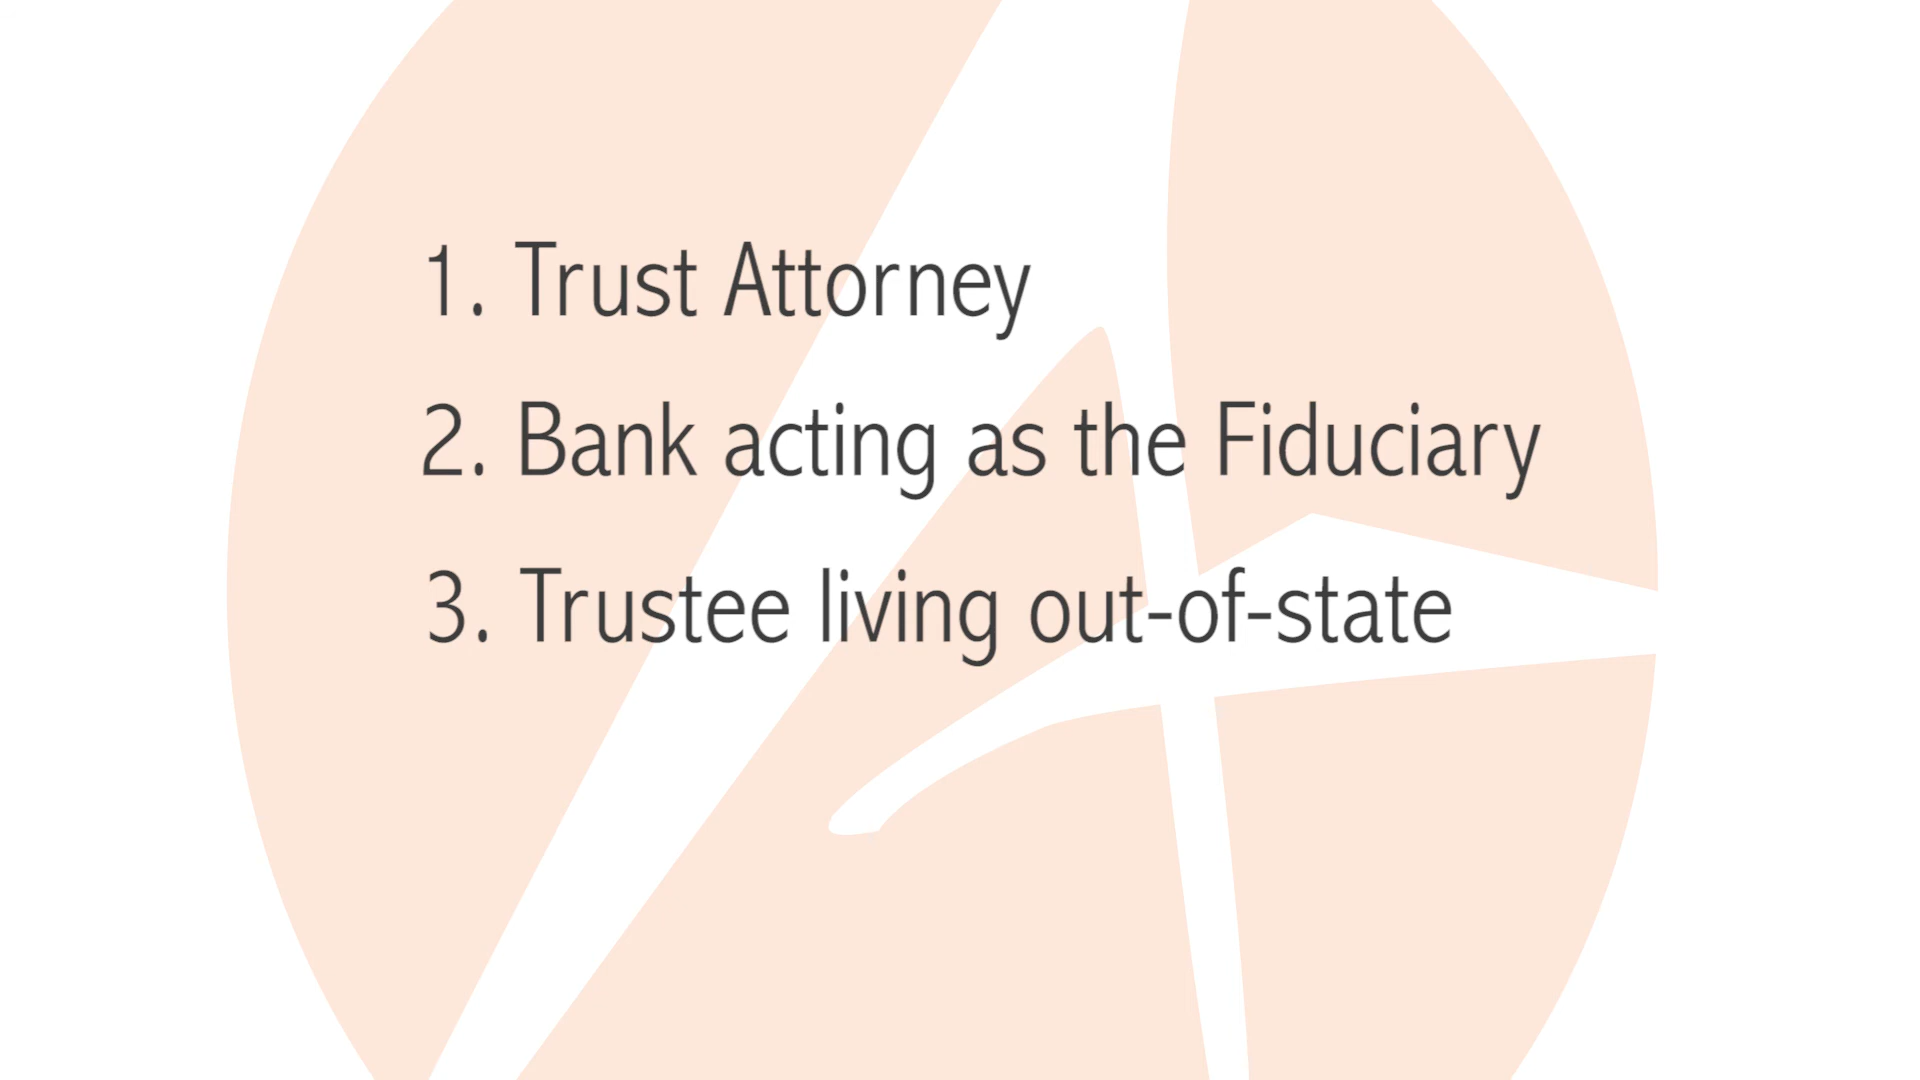 1. Trust Attorney
2. Bank acting as the Fiduciary
3. Trustee living out-of-state